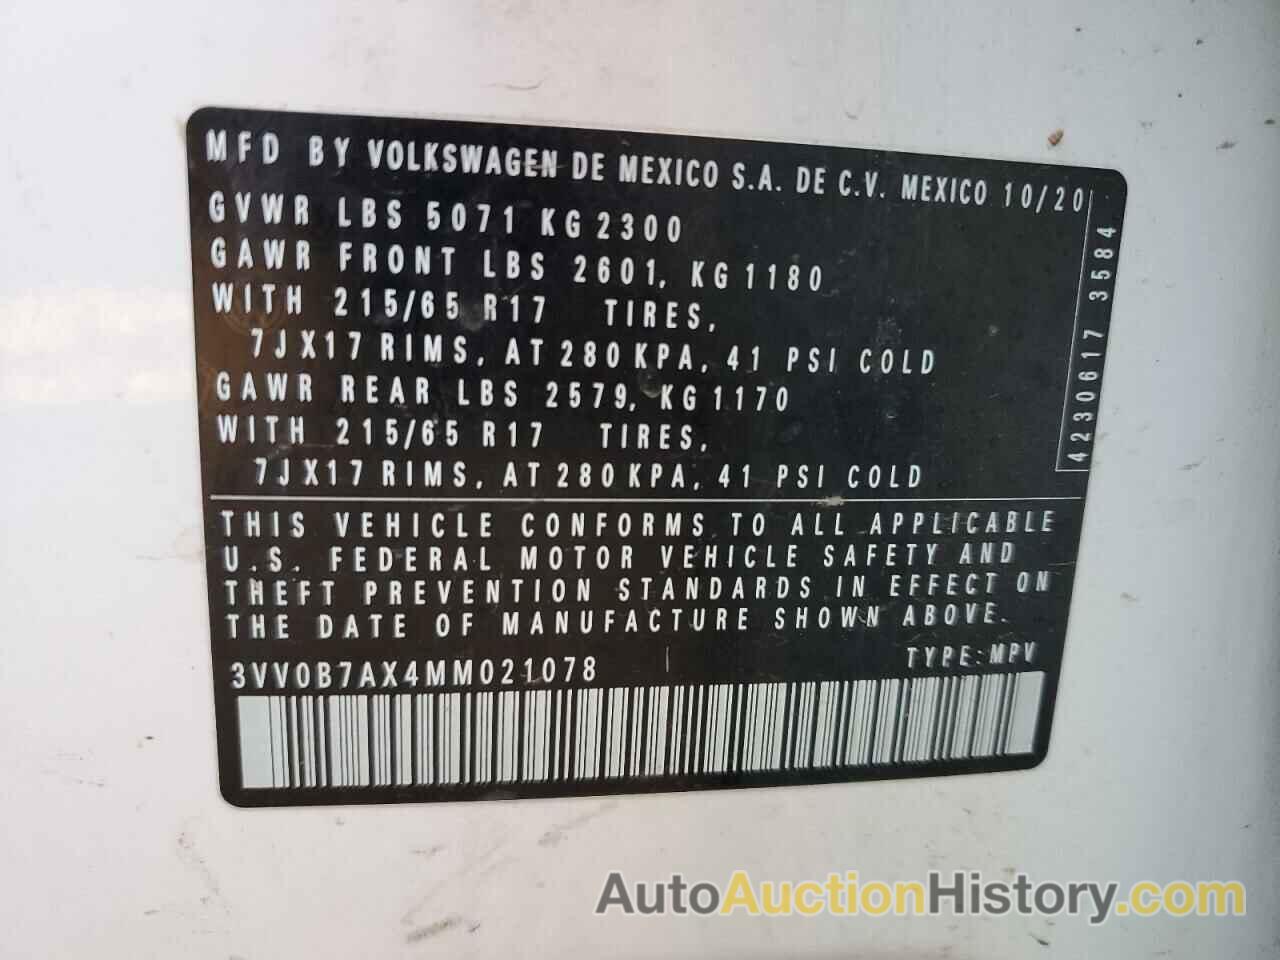 MFD BY VOLKSWAGEN DE MEXICO S.A. DE C.V. MEXICO 10/20
GVWR LBS 5071 KG 2300
GAWR FRONT LBS 2601, KG 1180
WITH 215/65 R17 TIRES,
7JX17 RIMS, AT 280 KPA, 41 PSI COLD
GAWR REAR LBS 2579, KG 1170
WITH 215/65 R17 TIRES,
7JX17 RIMS, AT 280 KPA, 41 PSI COLD
4230617 3584
THIS VEHICLE CONFORMS TO ALL APPLICABLE
U.S. FEDERAL MOTOR VEHICLE SAFETY AND
THEFT PREVENTION STANDARDS IN EFFECT ON
THE DATE OF MANUFACTURE SHOWN ABOVE.
3VV0B7AX4MM021078 TYPE:MPV
AutoAuctionHistory.com